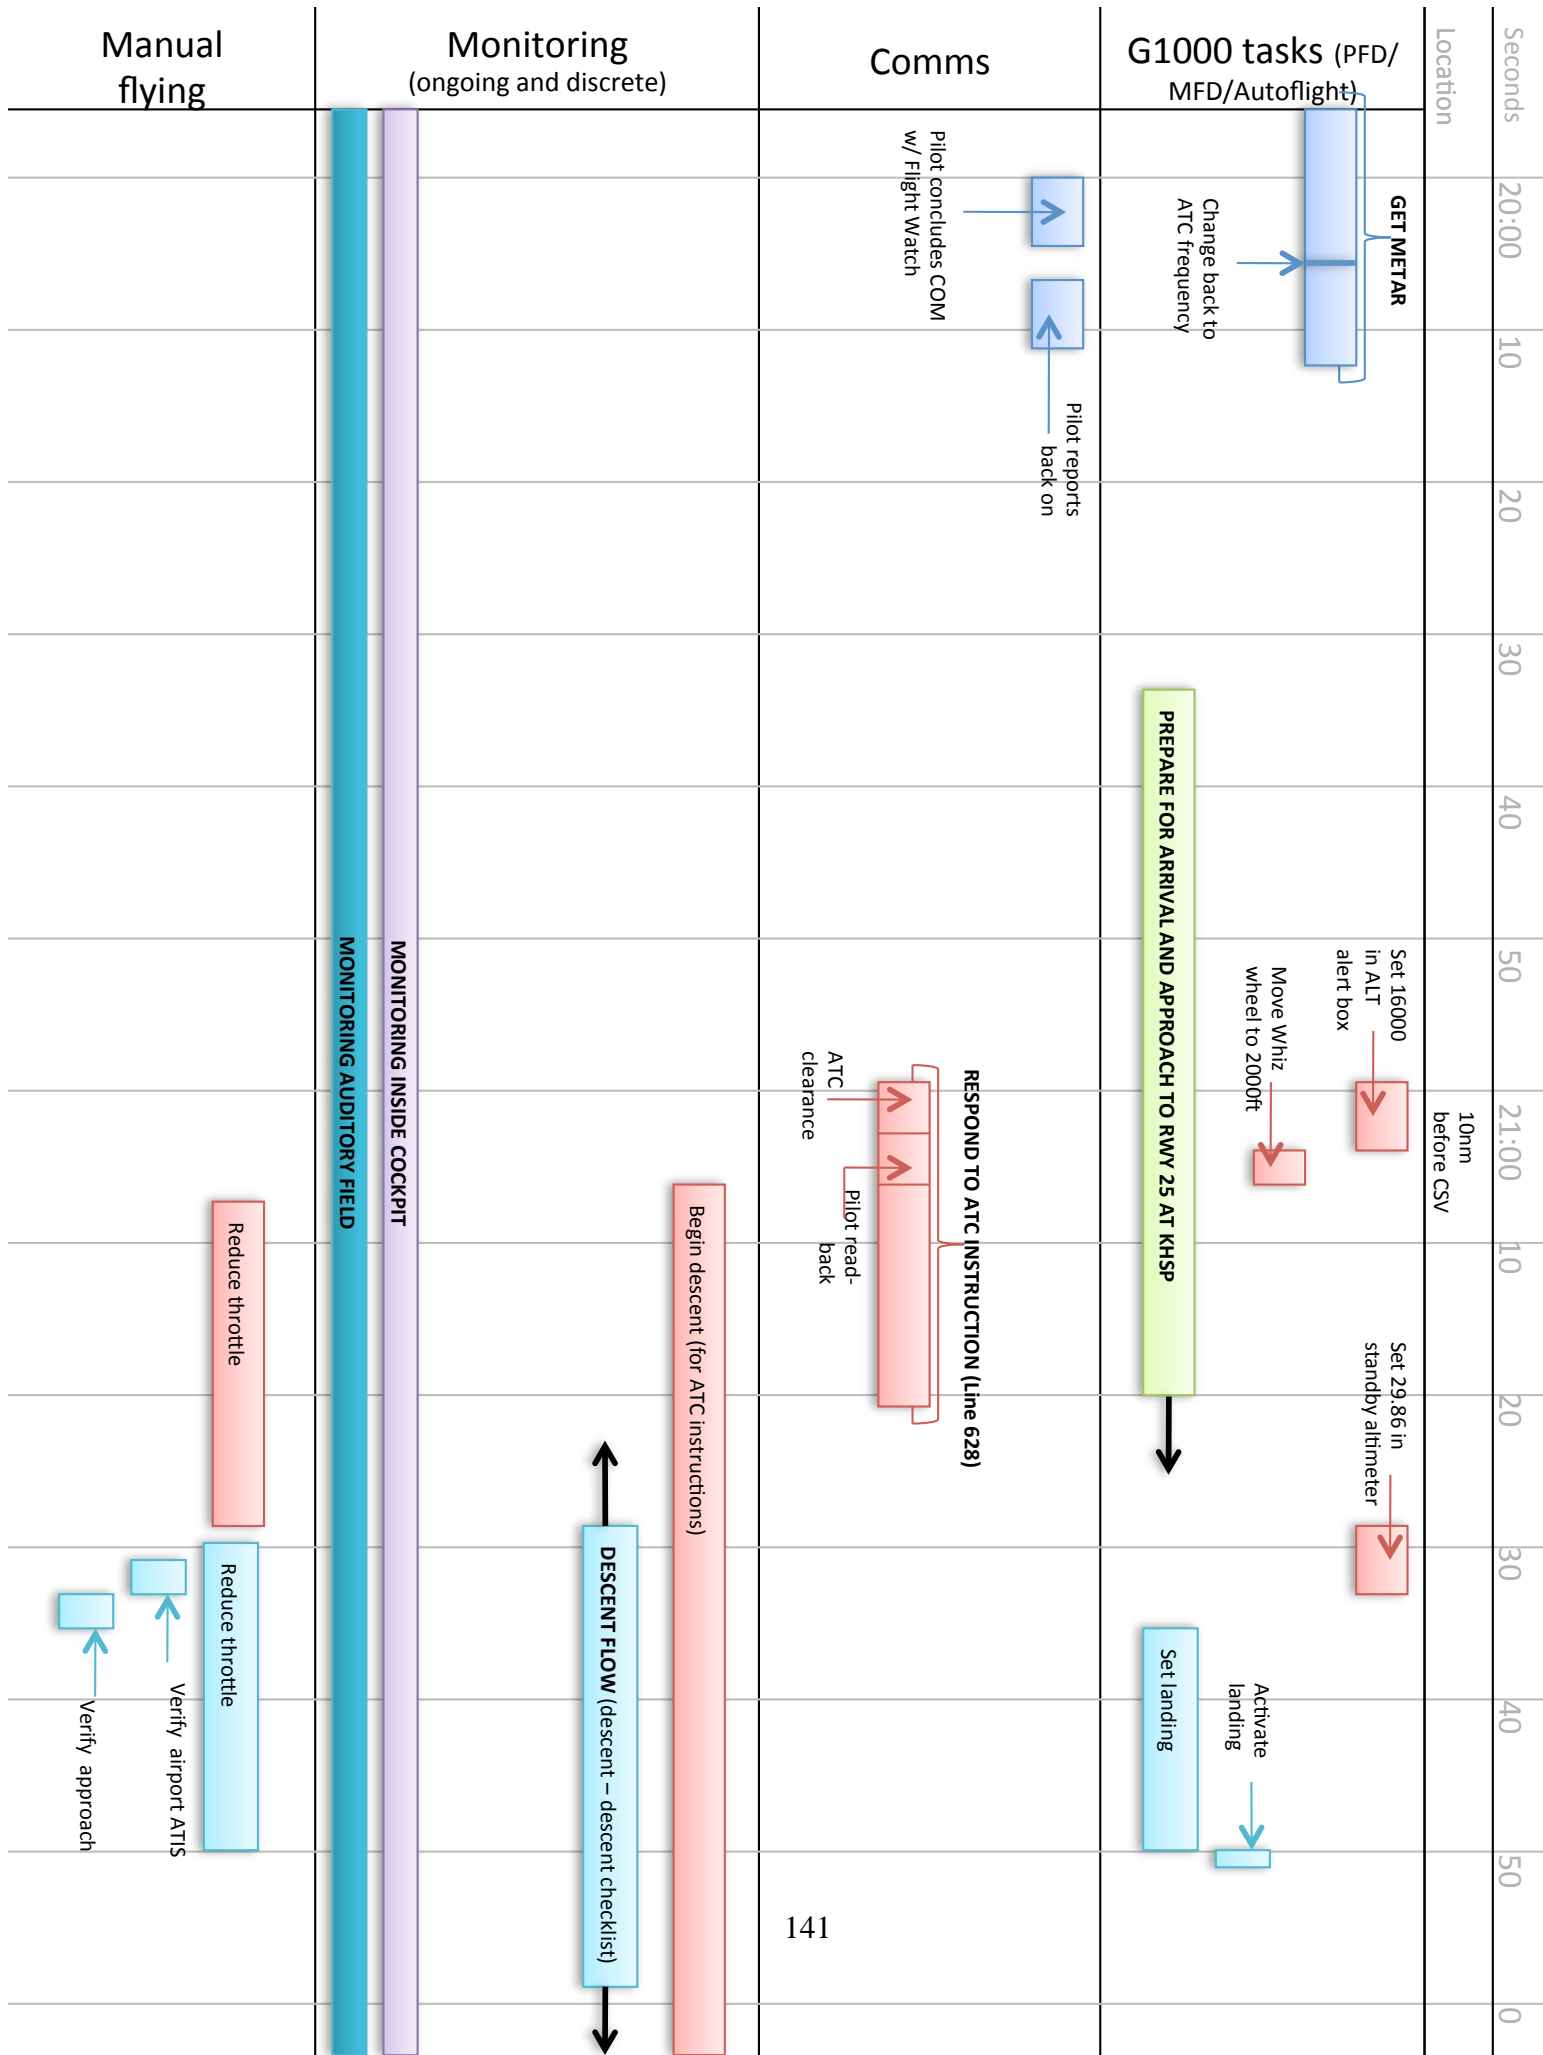 Manual
flying
Monitoring
(ongoing and discrete)
Comms
G1000 tasks (PFD/
MFD/Autoflight)
Location
Seconds
20:00
10
20
30
40
50
21:00
10
20
30
40
50
0
10nm
before CSV
GET METAR
Change back to
ATC frequency
Set 16000
in ALT
alert box
Move Whiz
wheel to 2000ft
Set 29.86 in
standby altimeter
PREPARE FOR ARRIVAL AND APPROACH TO RWY 25 AT KHSP
Set landing
Activate
landing
Pilot concludes COM
w/ Flight Watch
Pilot reports
back on
RESPOND TO ATC INSTRUCTION (Line 628)
ATC
clearance
Pilot read-
back
Begin descent (for ATC instructions)
DESCENT FLOW (descent – descent checklist)
MONITORING INSIDE COCKPIT
MONITORING AUDITORY FIELD
Reduce throttle
Reduce throttle
Verify airport ATIS
Verify approach
141